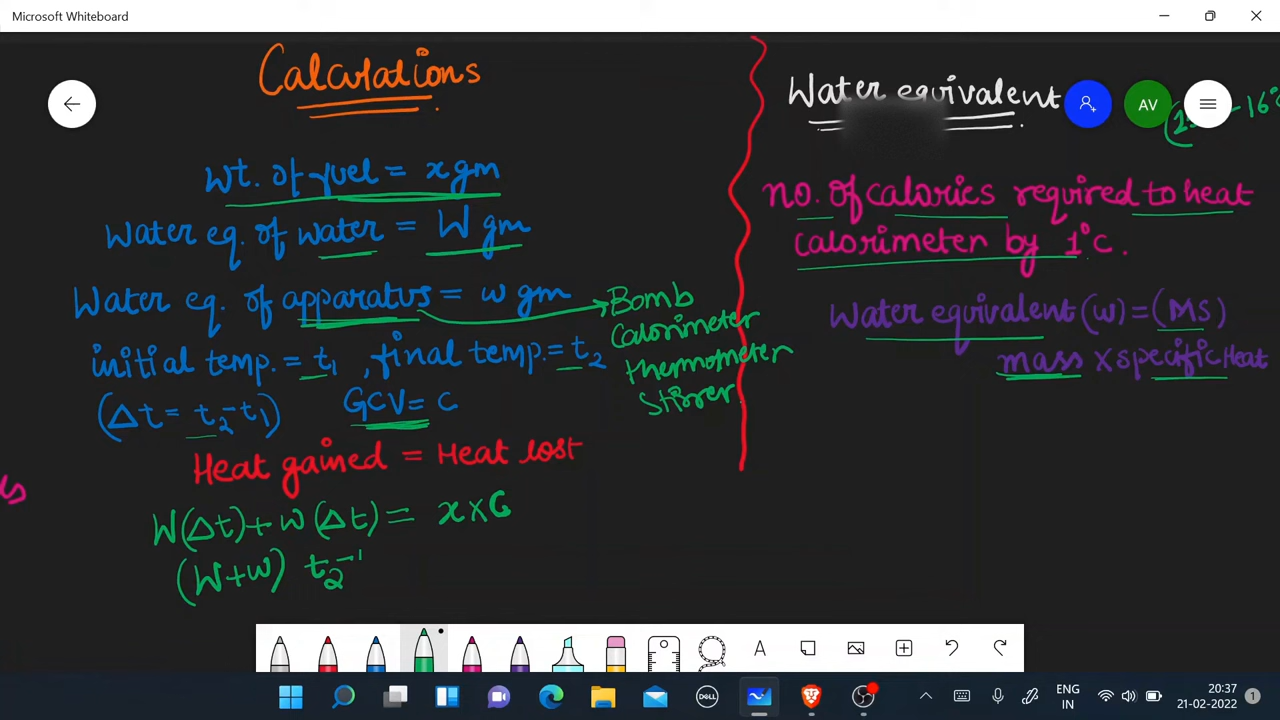 Microsoft Whiteboard
Calculations
Wt. of fuel = x gm
Water eq. of water = W gm
Water eq. of apparatus = w gm
Bomb
Calorimeter
thermometer
Stirrer
initial temp. = t₁ , final temp. = t₂
(Δt = t₂-t₁) GCV = C
Heat gained = Heat lost
W(Δt)+w(Δt) = x×C
(W+w) t₂-
Water equivalent
AV
no. of calories required to heat
calorimeter by 1°c.
Water equivalent (w) = (MS)
mass × specific Heat
A
DELL
ENG
IN
20:37
21-02-2022
1